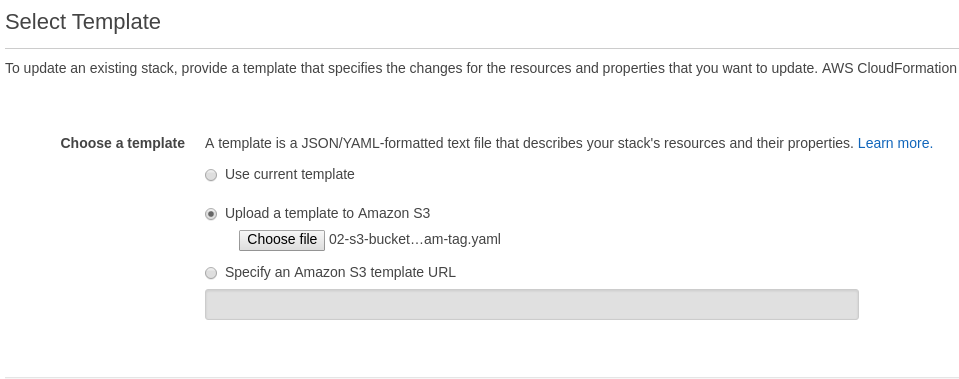 Select Template
To update an existing stack, provide a template that specifies the changes for the resources and properties that you want to update. AWS CloudFormation
Choose a template A template is a JSON/YAML-formatted text file that describes your stack's resources and their properties. Learn more.
Use current template
Upload a template to Amazon S3
Choose file 02-s3-bucket…am-tag.yaml
Specify an Amazon S3 template URL